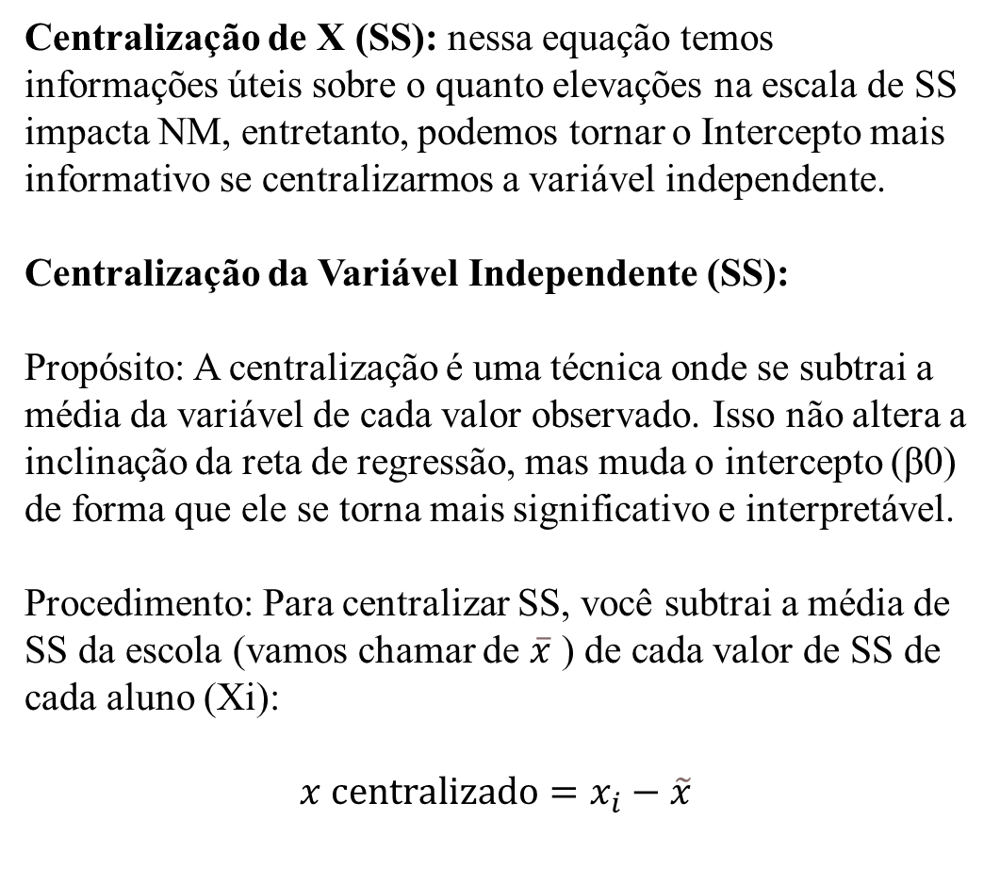 Centralização de X (SS): nessa equação temos
informações úteis sobre o quanto elevações na escala de SS
impacta NM, entretanto, podemos tornar o Intercepto mais
informativo se centralizarmos a variável independente.
Centralização da Variável Independente (SS):
Propósito: A centralização é uma técnica onde se subtrai a
média da variável de cada valor observado. Isso não altera a
inclinação da reta de regressão, mas muda o intercepto (β0)
de forma que ele se torna mais significativo e interpretável.
Procedimento: Para centralizar SS, você subtrai a média de
SS da escola (vamos chamar de x̄ ) de cada valor de SS de
cada aluno (Xi):
x centralizado = xᵢ − x̃